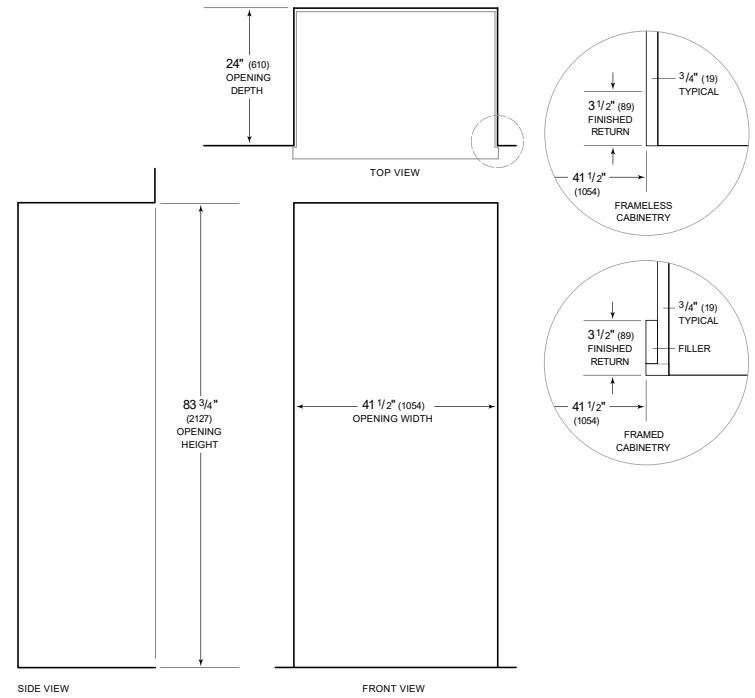 24" (610)
OPENING
DEPTH
TOP VIEW
3/4" (19)
TYPICAL
3 1/2" (89)
FINISHED
RETURN
41 1/2"
(1054)
FRAMELESS
CABINETRY
3/4" (19)
TYPICAL
3 1/2" (89)
FINISHED
RETURN
FILLER
41 1/2"
(1054)
FRAMED
CABINETRY
83 3/4"
(2127)
OPENING
HEIGHT
41 1/2" (1054)
OPENING WIDTH
SIDE VIEW
FRONT VIEW